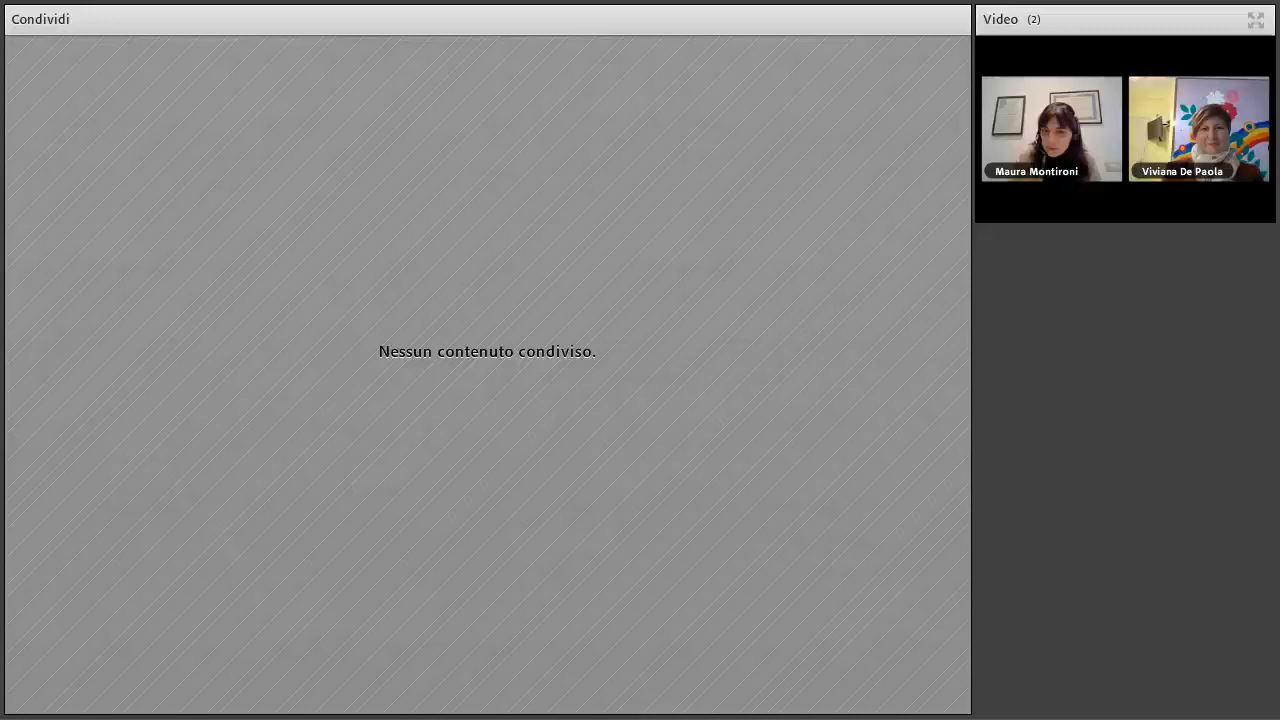 Condividi
Video (2)
Maura Montironi
Viviana De Paola
Nessun contenuto condiviso.